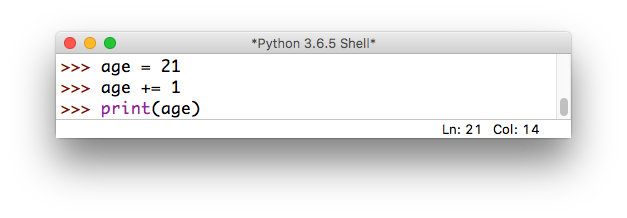 *Python 3.6.5 Shell*
>>> age = 21
>>> age += 1
>>> print(age)
Ln: 21 Col: 14